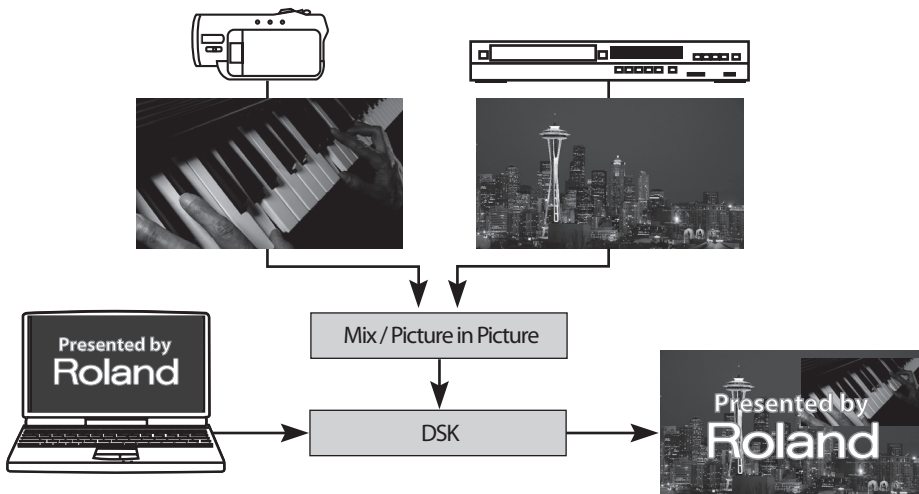 Mix / Picture in Picture
Presented by
Roland
DSK
Presented by
Roland